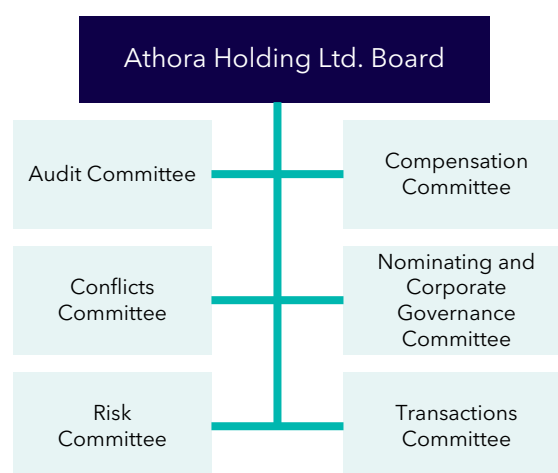 Athora Holding Ltd. Board
Audit Committee
Compensation
Committee
Conflicts
Committee
Nominating and
Corporate
Governance
Committee
Risk
Committee
Transactions
Committee